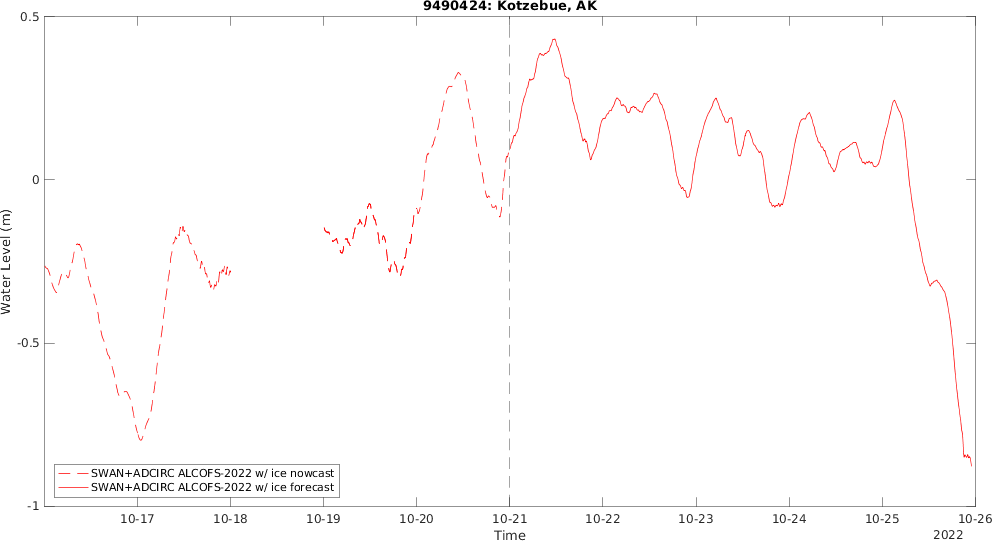 9490424: Kotzebue, AK
0.5
0
-0.5
-1
Water Level (m)
SWAN+ADCIRC ALCOFS-2022 w/ ice nowcast
SWAN+ADCIRC ALCOFS-2022 w/ ice forecast
10-17 10-18 10-19 10-20 10-21 10-22 10-23 10-24 10-25 10-26
Time
2022